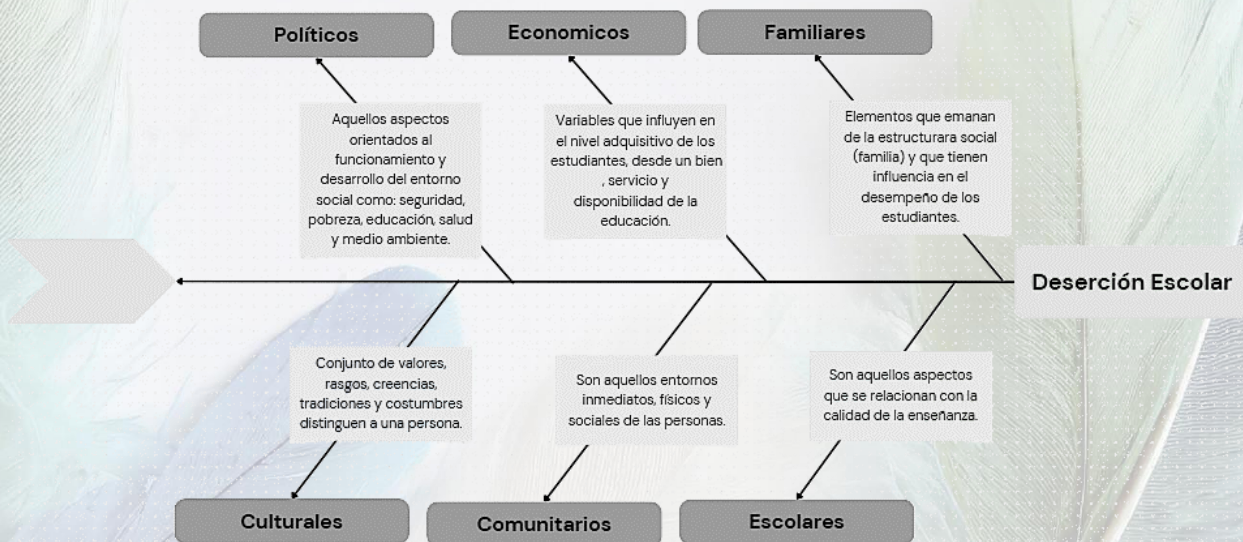 Políticos
Economicos
Familiares
Aquellos aspectos
orientados al
funcionamiento y
desarrollo del entorno
social como: seguridad,
pobreza, educación, salud
y medio ambiente.
Variables que influyen en
el nivel adquisitivo de los
estudiantes, desde un bien
, servicio y
disponibilidad de la
educación.
Elementos que emanan
de la estructurara social
(familia) y que tienen
influencia en el
desempeño de los
estudiantes.
Deserción Escolar
Conjunto de valores,
rasgos, creencias,
tradiciones y costumbres
distinguen a una persona.
Son aquellos entornos
inmediatos, físicos y
sociales de las personas.
Son aquellos aspectos
que se relacionan con la
calidad de la enseñanza.
Culturales
Comunitarios
Escolares